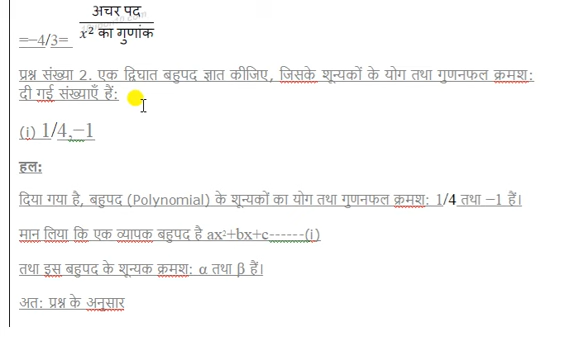 अचर पद
=−4/3= x² का गुणांक
प्रश्न संख्या 2. एक द्विघात बहुपद ज्ञात कीजिए, जिसके शून्यकों के योग तथा गुणनफल क्रमश:
दी गई संख्याएँ हैं:
(i) 1/4,−1
हल:
दिया गया है, बहुपद (Polynomial) के शून्यकों का योग तथा गुणनफल क्रमश: 1/4 तथा −1 हैं।
मान लिया कि एक व्यापक बहुपद है ax²+bx+c------(i)
तथा इस बहुपद के शून्यक क्रमश: α तथा β हैं।
अत: प्रश्न के अनुसार